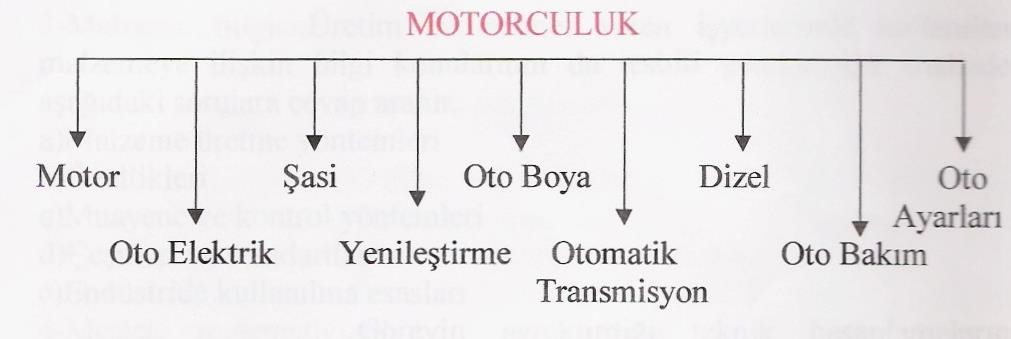 MOTORCULUK
Motor
Şasi
Oto Boya
Dizel
Oto
Ayarları
Oto Elektrik
Yenileştirme
Otomatik
Transmisyon
Oto Bakım